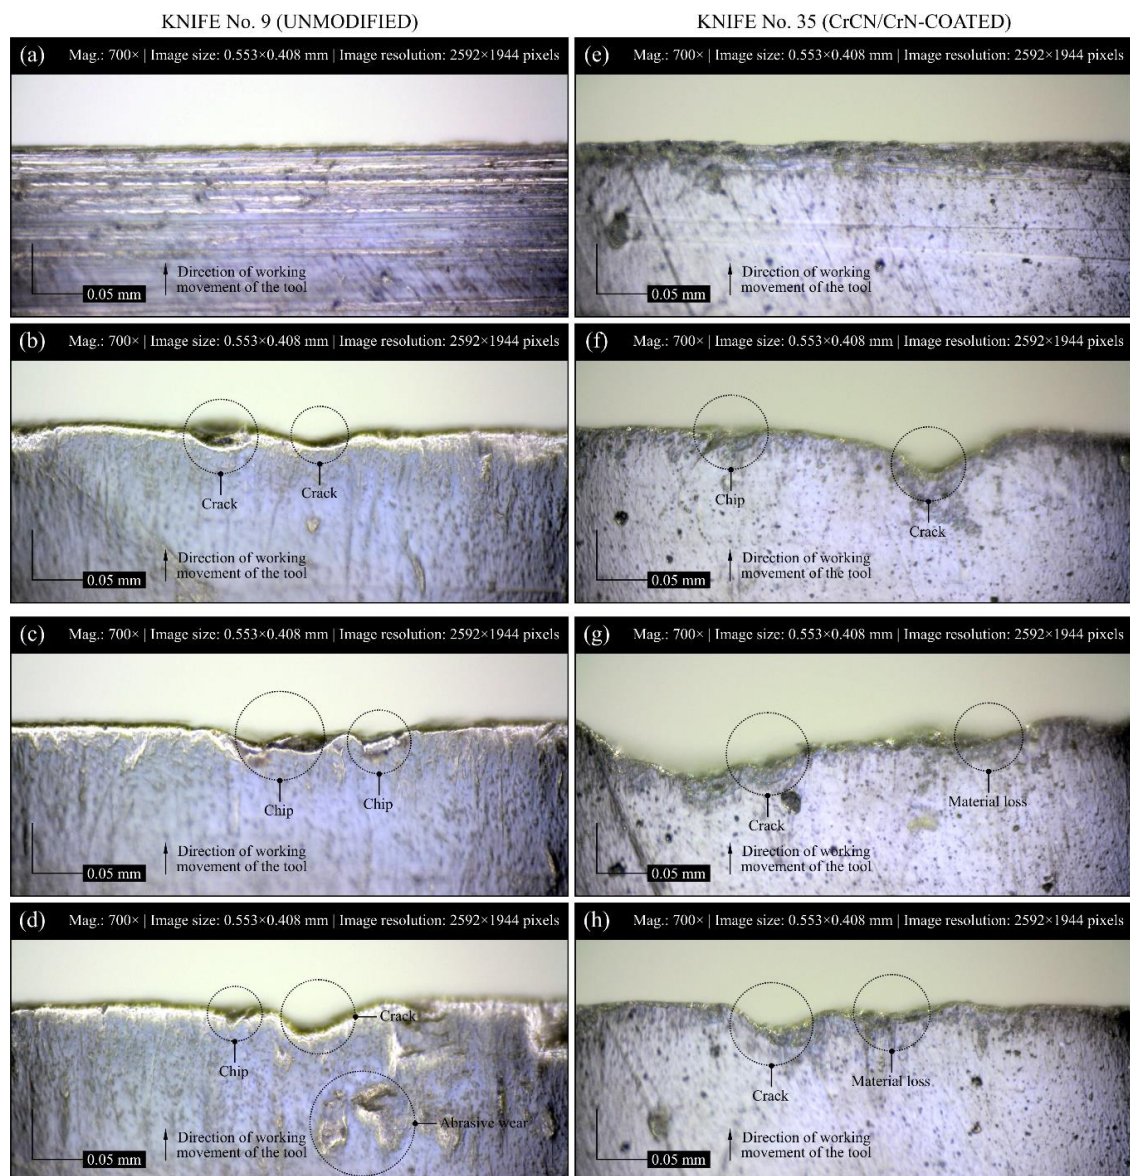 KNIFE No. 9 (UNMODIFIED)
KNIFE No. 35 (CrCN/CrN-COATED)
(a) Mag.: 700× | Image size: 0.553×0.408 mm | Image resolution: 2592×1944 pixels
Direction of working
movement of the tool
0.05 mm
(e) Mag.: 700× | Image size: 0.553×0.408 mm | Image resolution: 2592×1944 pixels
Direction of working
movement of the tool
0.05 mm
(b) Mag.: 700× | Image size: 0.553×0.408 mm | Image resolution: 2592×1944 pixels
Crack
Crack
Direction of working
movement of the tool
0.05 mm
(f) Mag.: 700× | Image size: 0.553×0.408 mm | Image resolution: 2592×1944 pixels
Chip
Crack
Direction of working
movement of the tool
0.05 mm
(c) Mag.: 700× | Image size: 0.553×0.408 mm | Image resolution: 2592×1944 pixels
Chip
Chip
Direction of working
movement of the tool
0.05 mm
(g) Mag.: 700× | Image size: 0.553×0.408 mm | Image resolution: 2592×1944 pixels
Crack
Material loss
Direction of working
movement of the tool
0.05 mm
(d) Mag.: 700× | Image size: 0.553×0.408 mm | Image resolution: 2592×1944 pixels
Crack
Chip
Abrasive wear
Direction of working
movement of the tool
0.05 mm
(h) Mag.: 700× | Image size: 0.553×0.408 mm | Image resolution: 2592×1944 pixels
Crack
Material loss
Direction of working
movement of the tool
0.05 mm